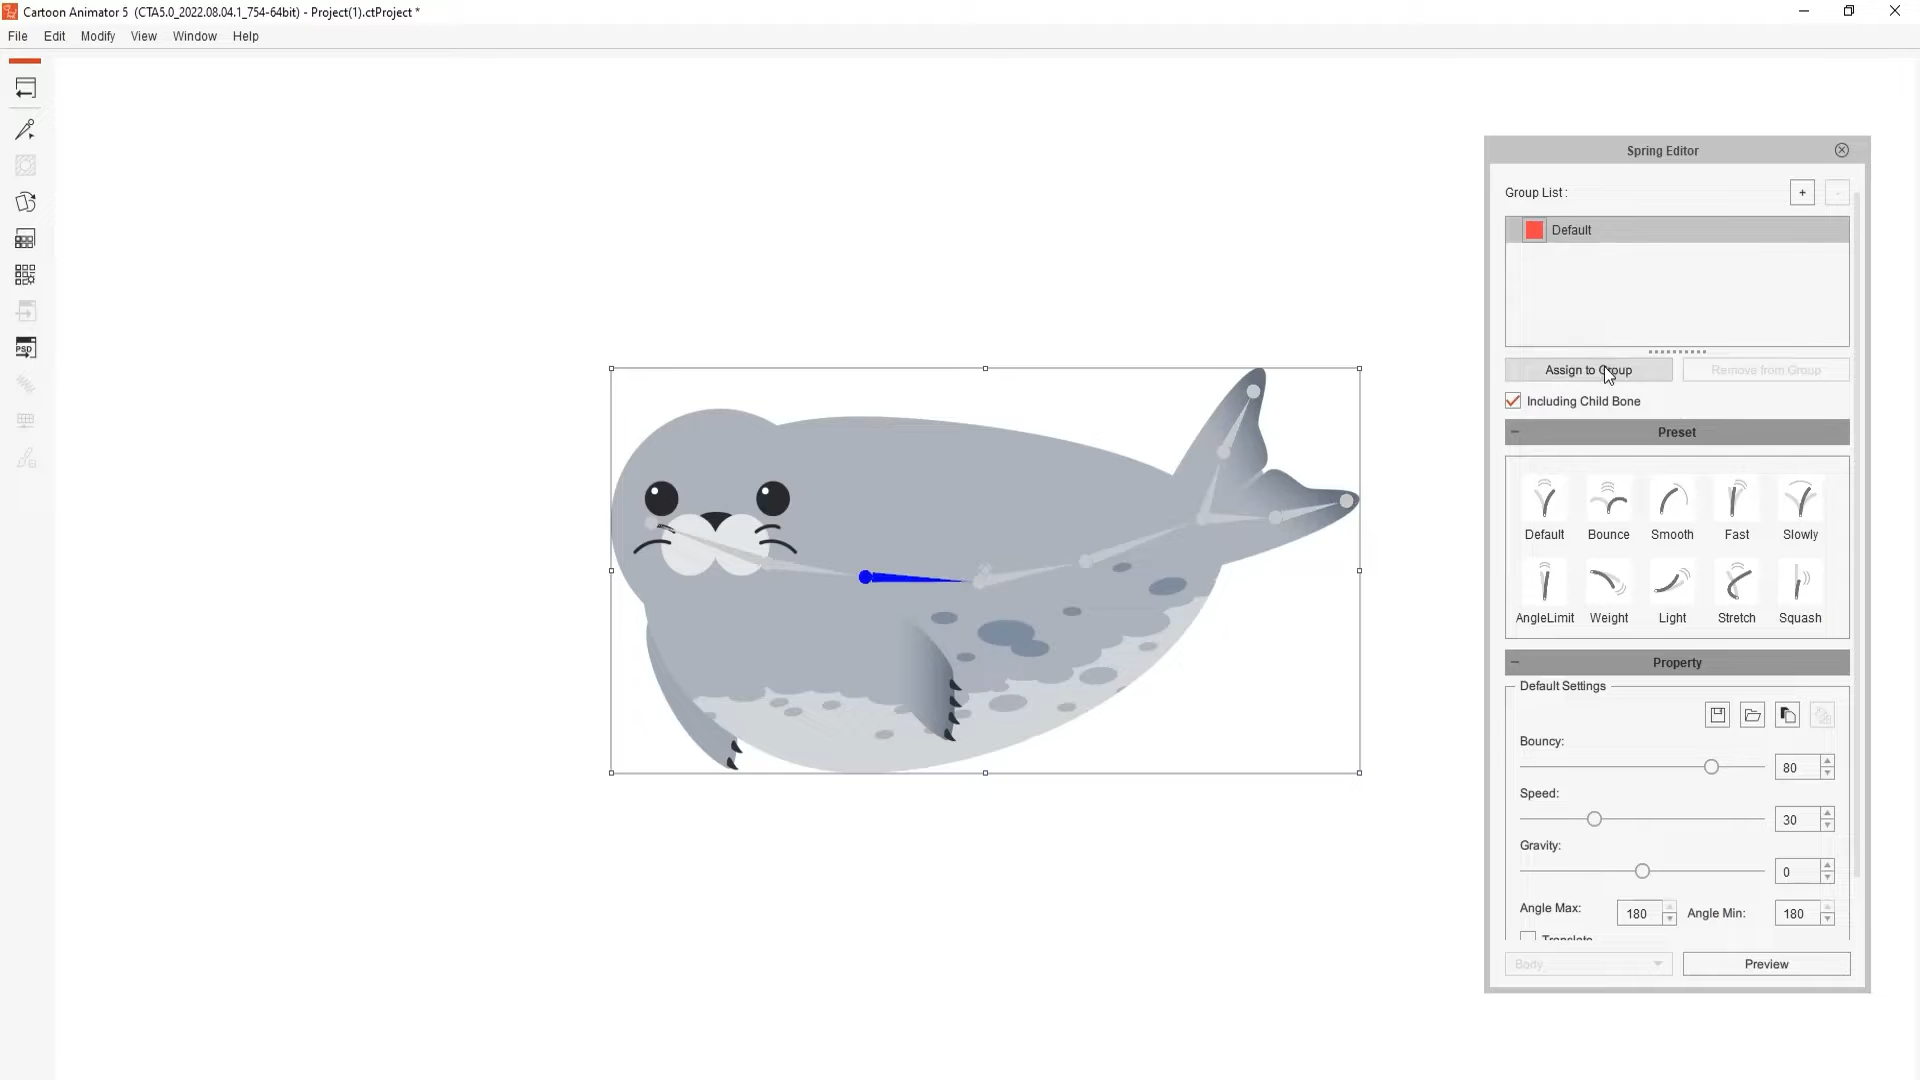 Cartoon Animator 5 (CTA5.0_2022.08.04.1_754-64bit) - Project(1).ctProject *
File Edit Modify View Window Help
PSD
Spring Editor
Group List :
+ -
Default
Assign to Group Remove from Group
Including Child Bone
Preset
Default Bounce Smooth Fast Slowly
AngleLimit Weight Light Stretch Squash
Property
Default Settings
Bouncy:
80
Speed:
30
Gravity:
0
Angle Max: 180 Angle Min: 180
Translate
Body Preview